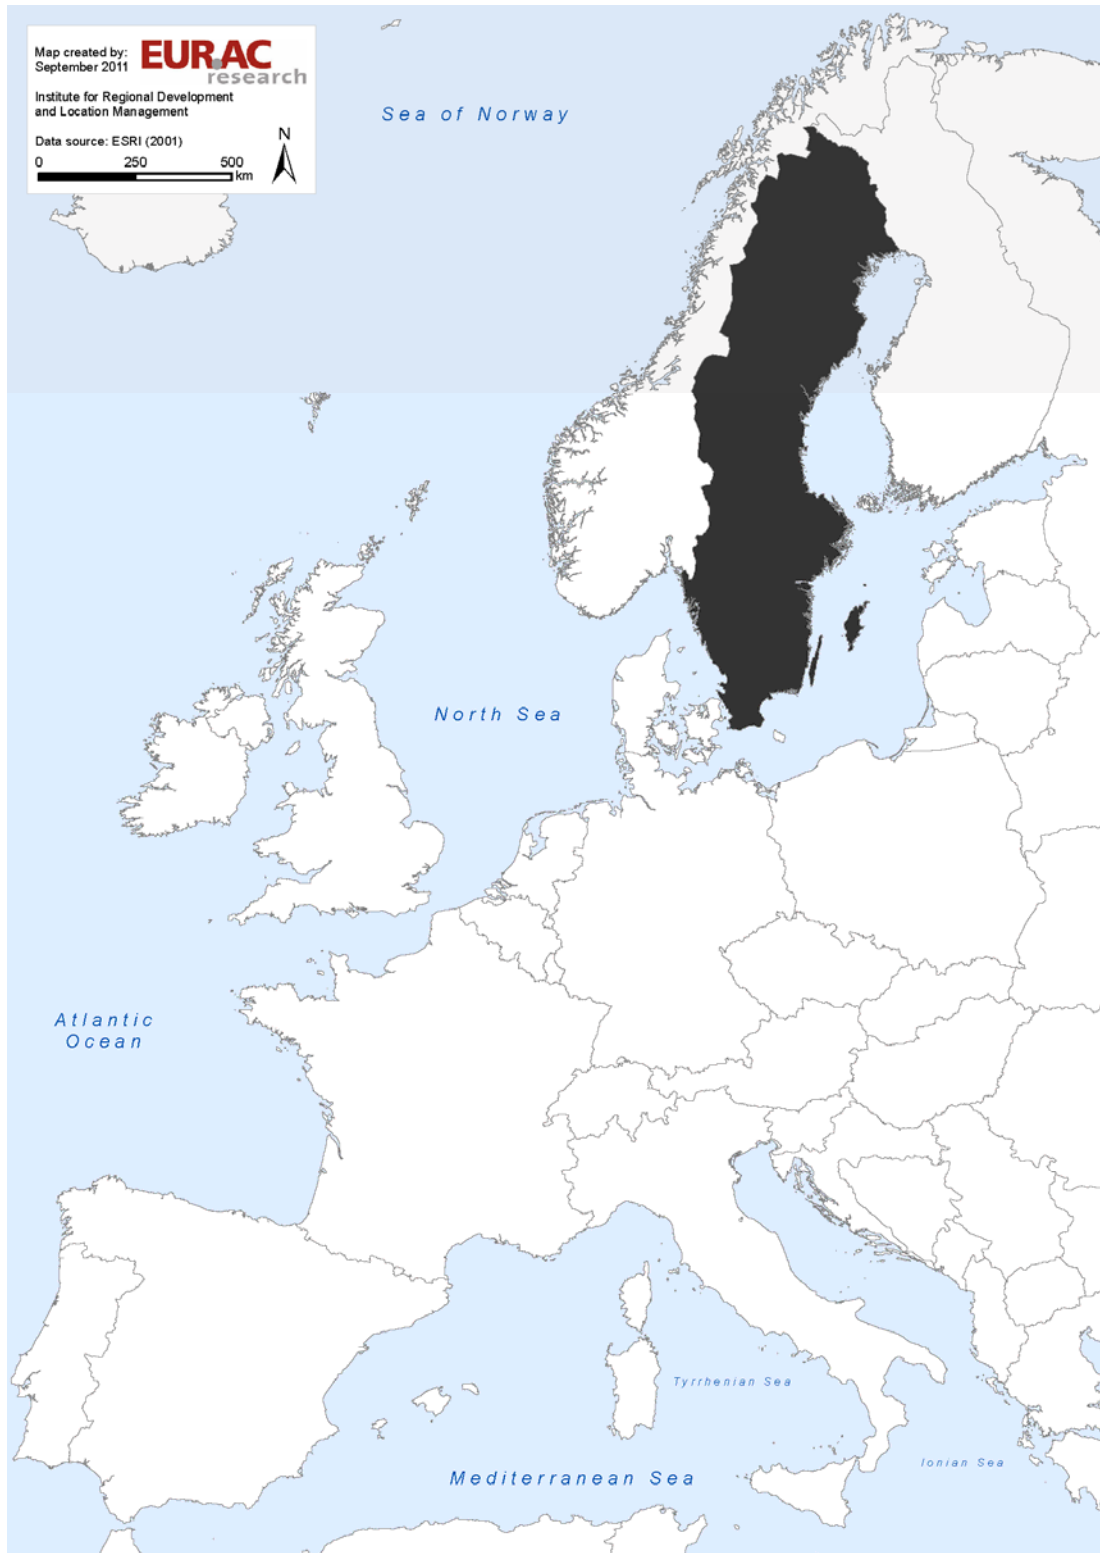 Map created by:
September 2011
EURAC
research
Institute for Regional Development
and Location Management
Data source: ESRI (2001)
N
0 250 500
km
Sea of Norway
North Sea
Atlantic
Ocean
Tyrrhenian Sea
Ionian Sea
Mediterranean Sea